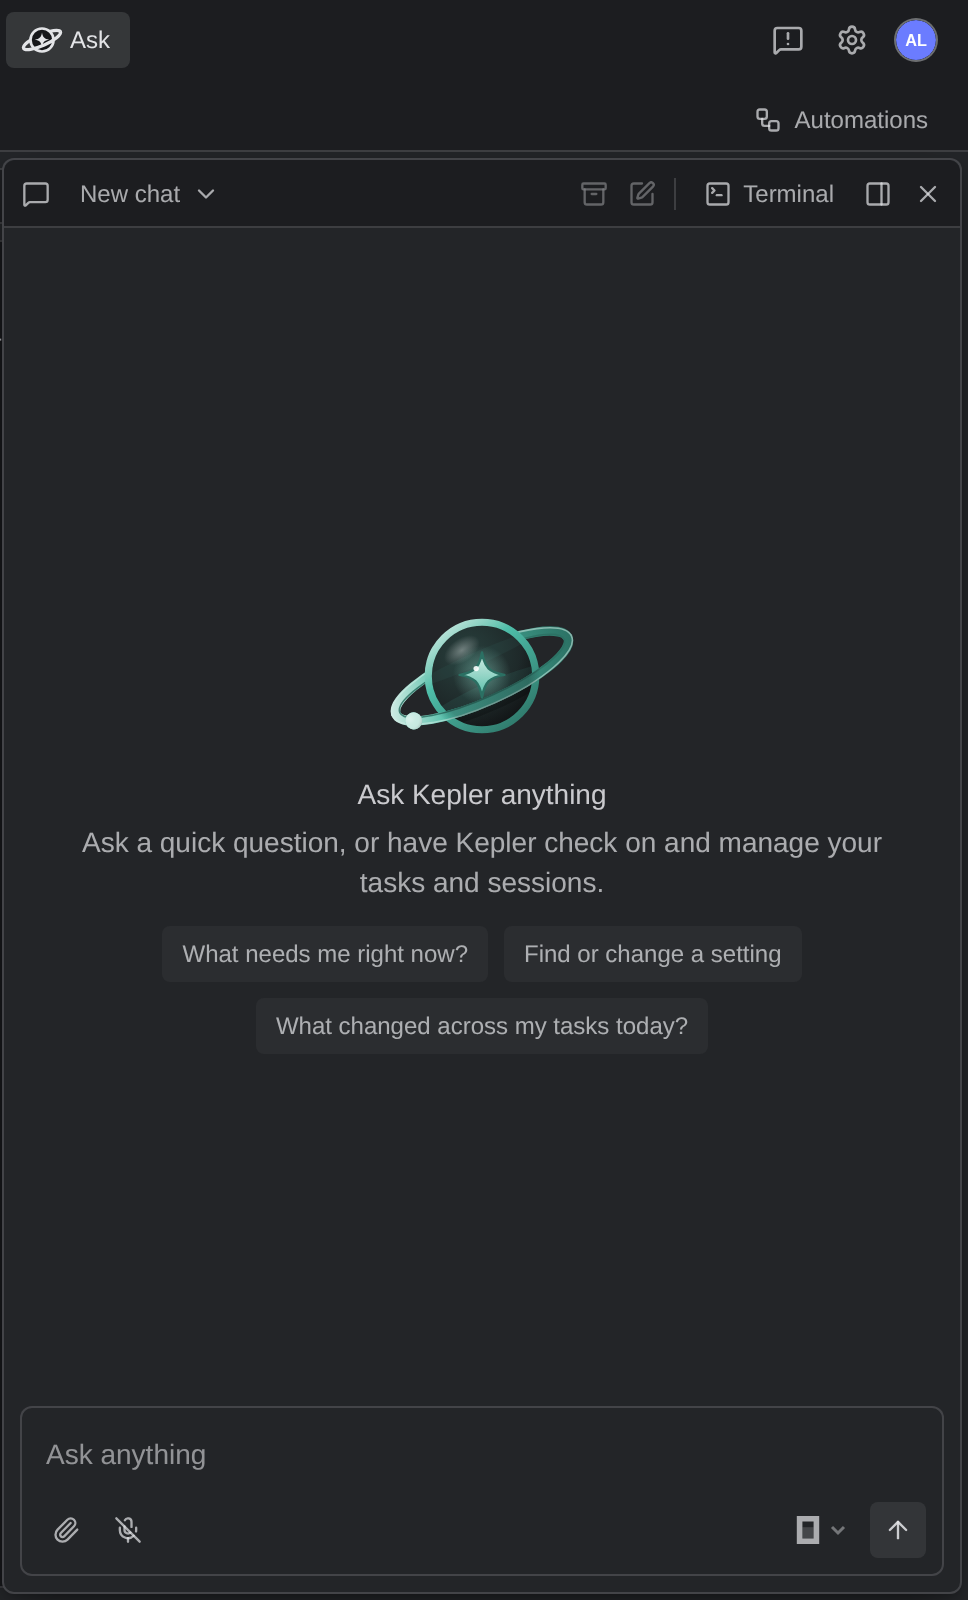 Ask
AL
Automations
New chat
Terminal
Ask Kepler anything
Ask a quick question, or have Kepler check on and manage your
tasks and sessions.
What needs me right now?
Find or change a setting
What changed across my tasks today?
Ask anything